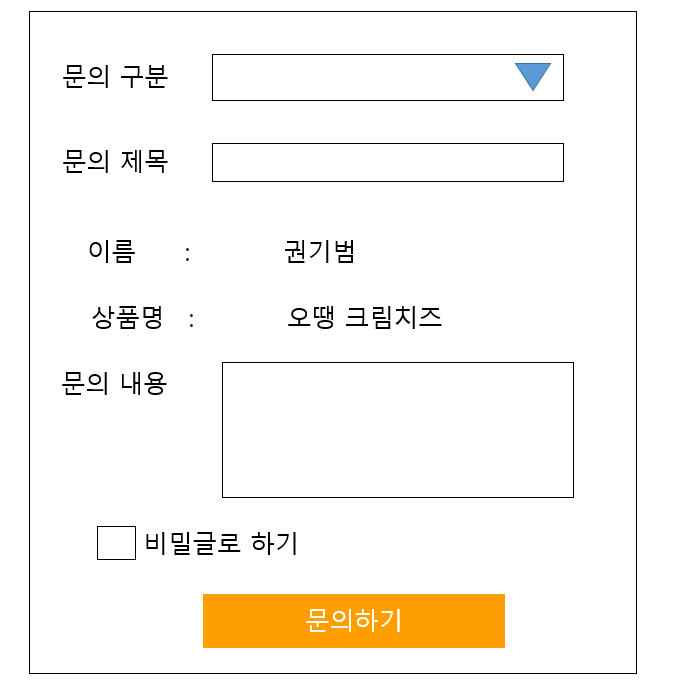 문의 구분
문의 제목
이름 : 권기범
상품명 : 오땡 크림치즈
문의 내용
비밀글로 하기
문의하기